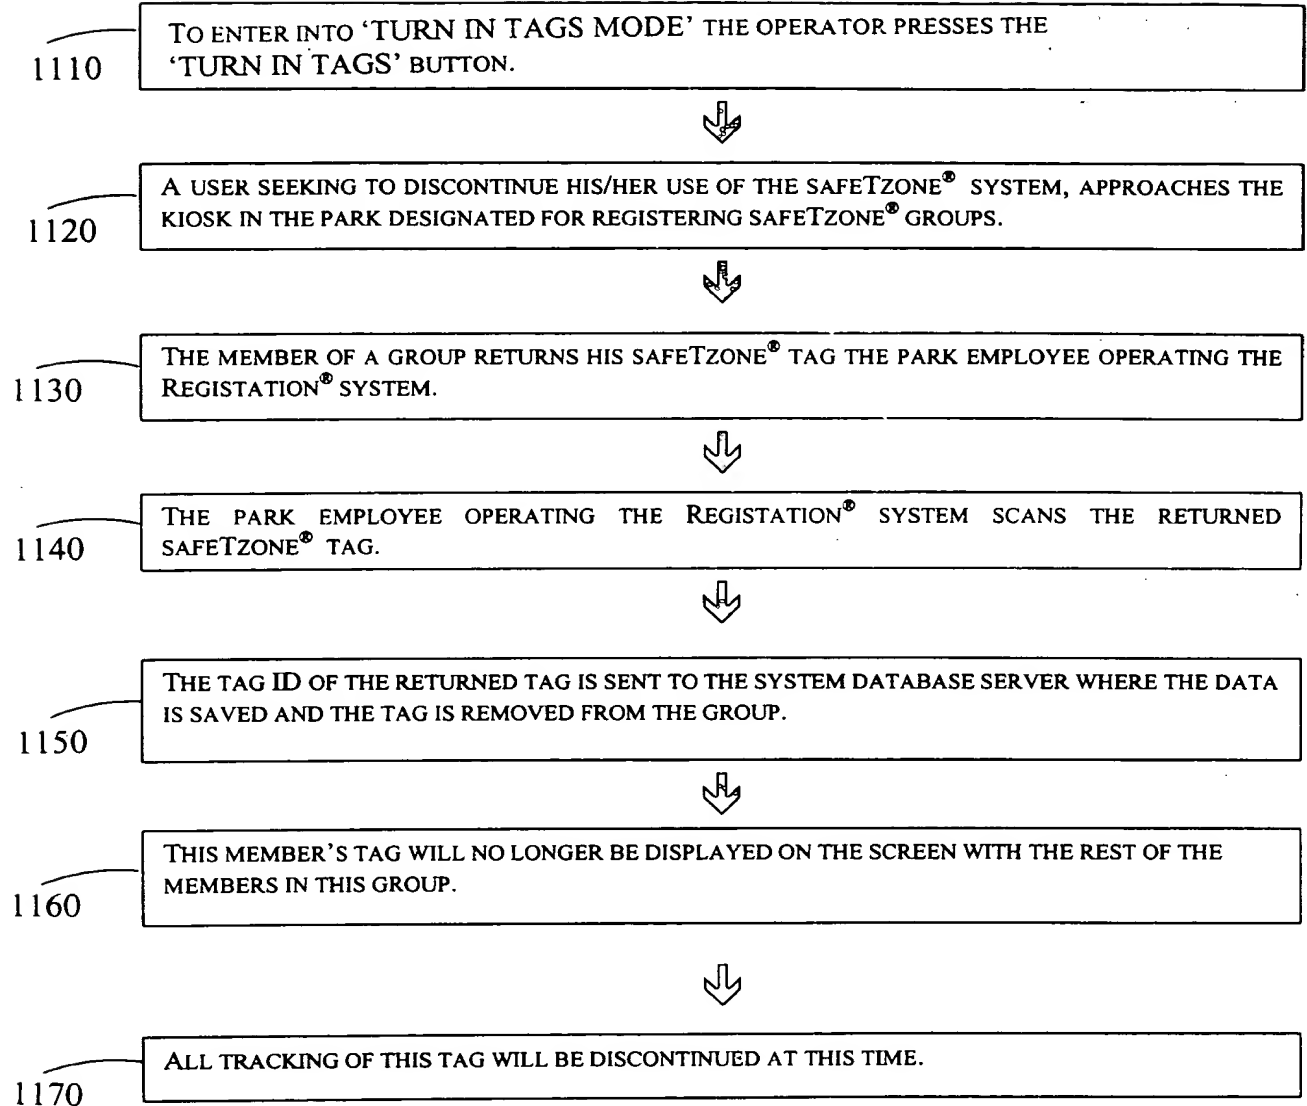 TO ENTER INTO ‘TURN IN TAGS MODE’ THE OPERATOR PRESSES THE
‘TURN IN TAGS’ BUTTON.
1110
A USER SEEKING TO DISCONTINUE HIS/HER USE OF THE SAFETZONE® SYSTEM, APPROACHES THE
KIOSK IN THE PARK DESIGNATED FOR REGISTERING SAFETZONE® GROUPS.
1120
THE MEMBER OF A GROUP RETURNS HIS SAFETZONE® TAG THE PARK EMPLOYEE OPERATING THE
REGISTATION® SYSTEM.
1130
THE PARK EMPLOYEE OPERATING THE REGISTATION® SYSTEM SCANS THE RETURNED
SAFETZONE® TAG.
1140
THE TAG ID OF THE RETURNED TAG IS SENT TO THE SYSTEM DATABASE SERVER WHERE THE DATA
IS SAVED AND THE TAG IS REMOVED FROM THE GROUP.
1150
THIS MEMBER’S TAG WILL NO LONGER BE DISPLAYED ON THE SCREEN WITH THE REST OF THE
MEMBERS IN THIS GROUP.
1160
ALL TRACKING OF THIS TAG WILL BE DISCONTINUED AT THIS TIME.
1170